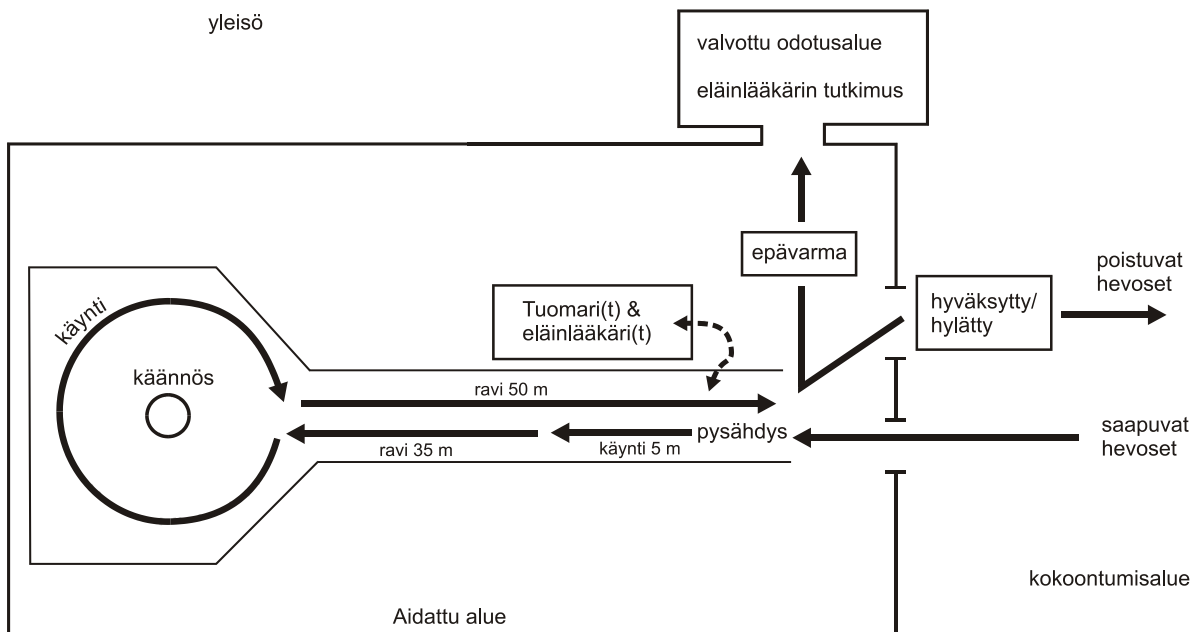 yleisö
valvottu odotusalue
eläinlääkärin tutkimus
epävarma
poistuvat
hevoset
hyväksytty/
hylätty
Tuomari(t) &
eläinlääkäri(t)
käynti
käännös
ravi 50 m
pysähdys
ravi 35 m
käynti 5 m
saapuvat
hevoset
kokoontumisalue
Aidattu alue